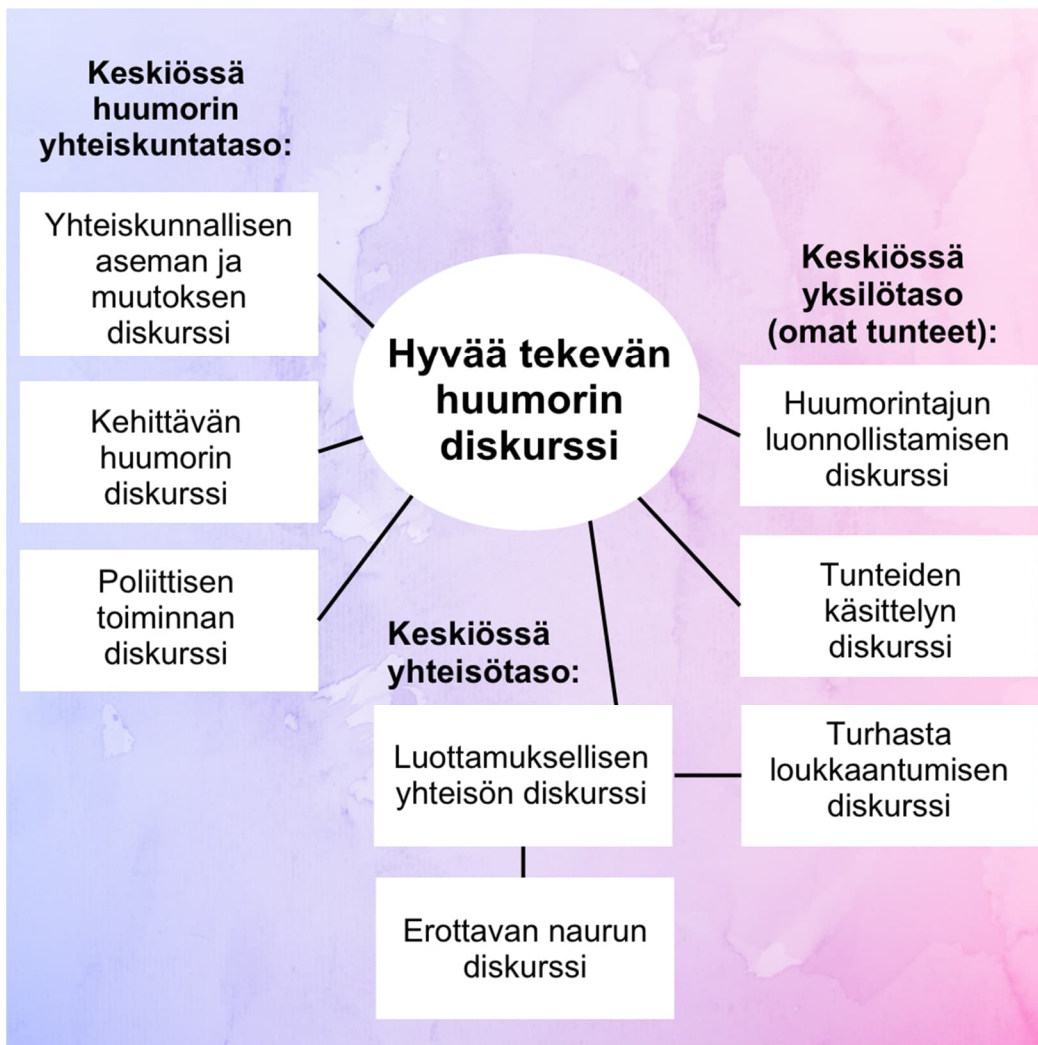 Keskiössä
huumorin
yhteiskuntataso:
Yhteiskunnallisen
aseman ja
muutoksen
diskurssi
Kehittävän
huumorin
diskurssi
Poliittisen
toiminnan
diskurssi
Hyvää tekevän
huumorin
diskurssi
Keskiössä
yhteisötaso:
Luottamuksellisen
yhteisön diskurssi
Erottavan naurun
diskurssi
Keskiössä
yksilötaso
(omat tunteet):
Huumorintajun
luonnollistamisen
diskurssi
Tunteiden
käsittelyn
diskurssi
Turhasta
loukkaantumisen
diskurssi